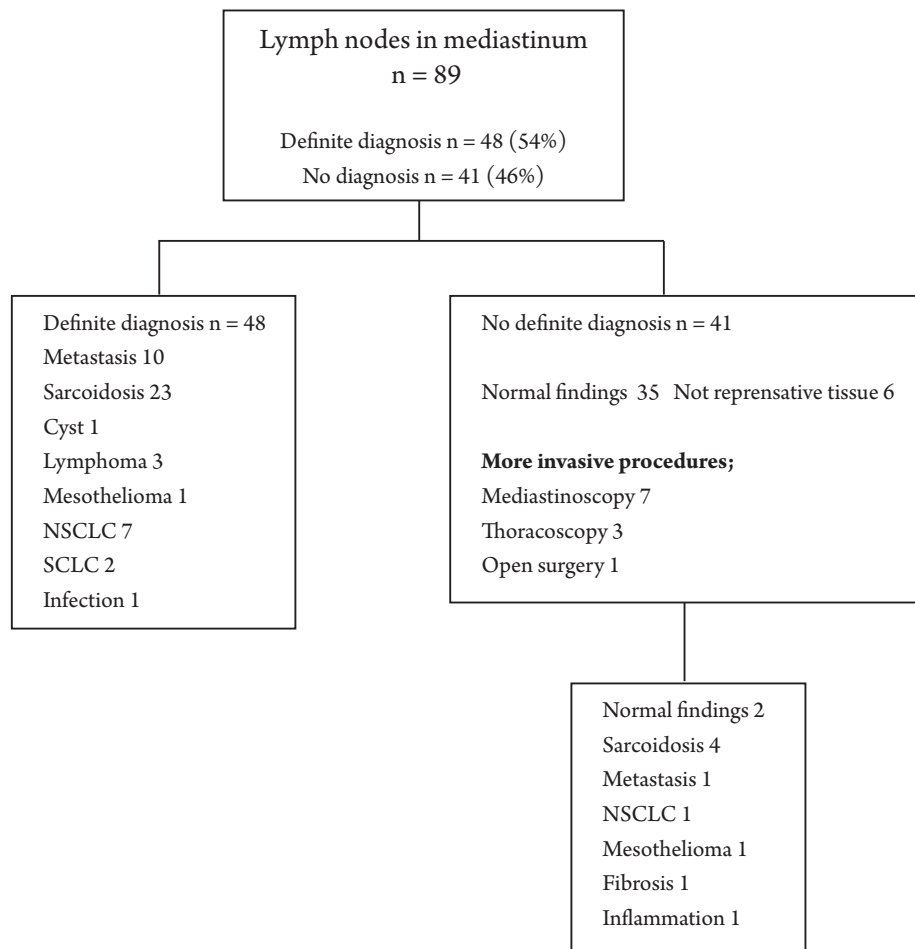 Lymph nodes in mediastinum
n = 89
Definite diagnosis n = 48 (54%)
No diagnosis n = 41 (46%)
Definite diagnosis n = 48
Metastasis 10
Sarcoidosis 23
Cyst 1
Lymphoma 3
Mesothelioma 1
NSCLC 7
SCLC 2
Infection 1
No definite diagnosis n = 41
Normal findings 35 Not reprensative tissue 6
More invasive procedures;
Mediastinoscopy 7
Thoracoscopy 3
Open surgery 1
Normal findings 2
Sarcoidosis 4
Metastasis 1
NSCLC 1
Mesothelioma 1
Fibrosis 1
Inflammation 1